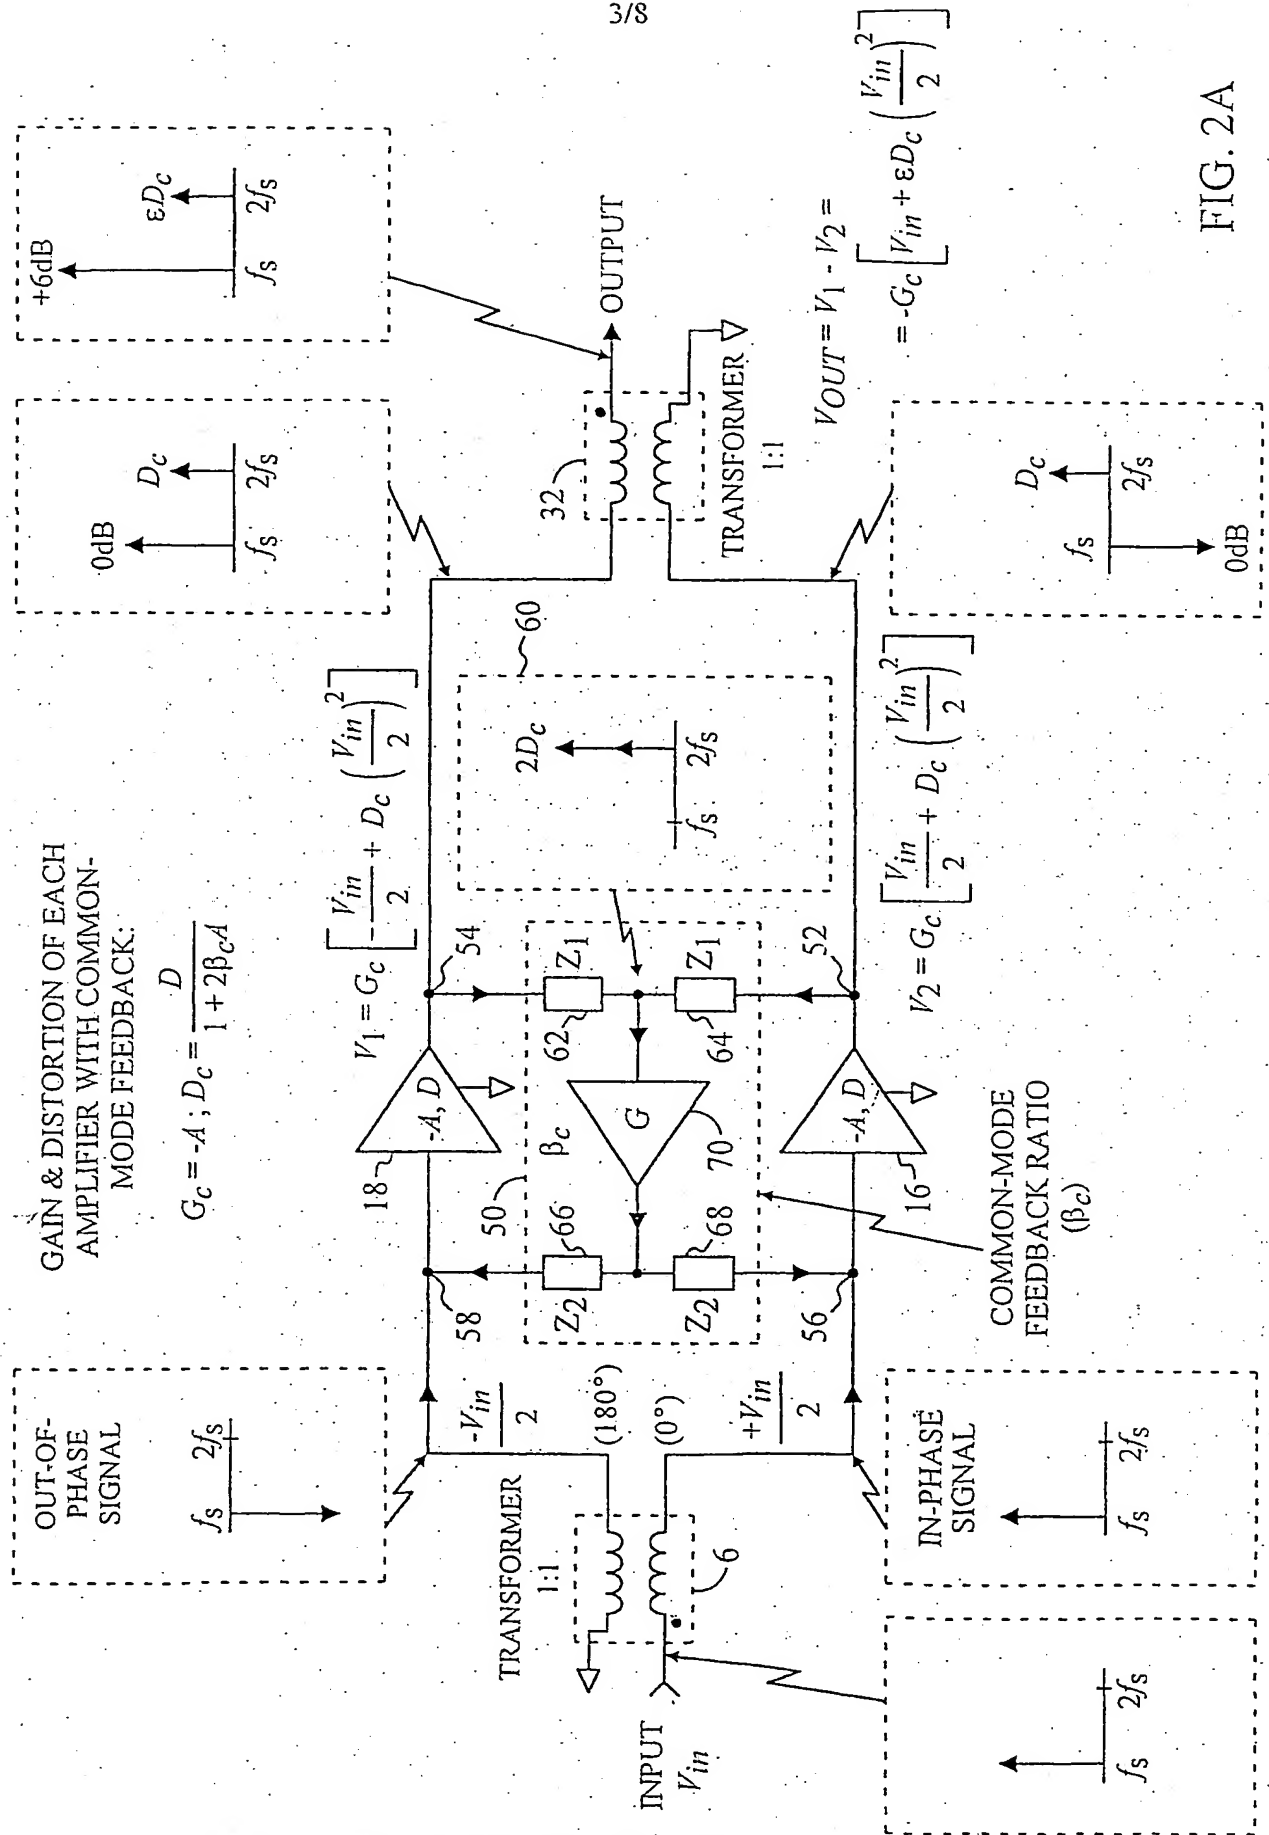 3/8
GAIN & DISTORTION OF EACH
AMPLIFIER WITH COMMON-
MODE FEEDBACK:
G_C = -A ; D_C = D / (1 + 2β_C A)
OUT-OF-
PHASE
SIGNAL
f_s 2f_s
0dB
D_C
f_s 2f_s
+6dB
εD_C
f_s 2f_s
V_1 = G_C [ -V_in/2 + D_C (V_in/2)^2 ]
18
-A, D
54
58
TRANSFORMER
1:1
-V_in/2
(180°)
(0°)
+V_in/2
6
INPUT
V_in
50
66
Z_2
β_C
62
Z_1
G
70
Z_2
68
64
Z_1
60
2D_C
f_s 2f_s
32
OUTPUT
TRANSFORMER
1:1
56
16
-A, D
52
V_2 = G_C [ V_in/2 + D_C (V_in/2)^2 ]
V_OUT = V_1 - V_2 =
= -G_C [ V_in + εD_C (V_in/2)^2 ]
f_s 2f_s
IN-PHASE
SIGNAL
f_s 2f_s
COMMON-MODE
FEEDBACK RATIO
(β_C)
f_s
D_C
2f_s
0dB
FIG. 2A